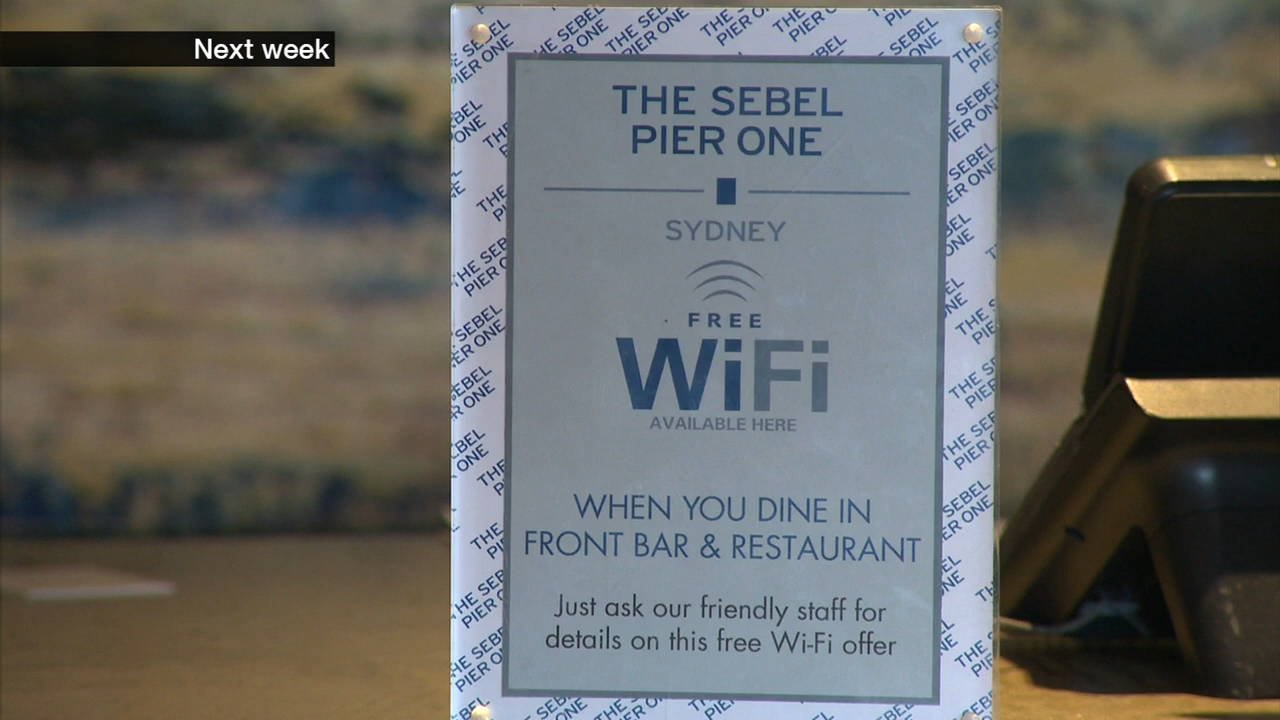 Next week
THE SEBEL
PIER ONE
SYDNEY
FREE
WiFi
AVAILABLE HERE
WHEN YOU DINE IN
FRONT BAR & RESTAURANT
Just ask our friendly staff for
details on this free Wi-Fi offer